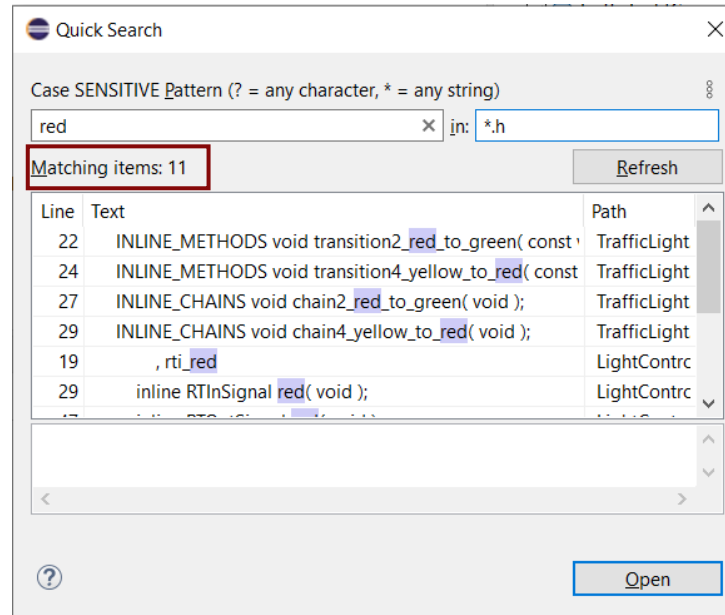 Quick Search
Case SENSITIVE Pattern (? = any character, * = any string)
red in: *.h
Matching items: 11 Refresh
Line Text Path
22 INLINE_METHODS void transition2_red_to_green( const TrafficLight
24 INLINE_METHODS void transition4_yellow_to_red( const TrafficLight
27 INLINE_CHAINS void chain2_red_to_green( void ); TrafficLight
29 INLINE_CHAINS void chain4_yellow_to_red( void ); TrafficLight
19 , rti_red LightContrc
29 inline RTInSignal red( void ); LightContrc
Open